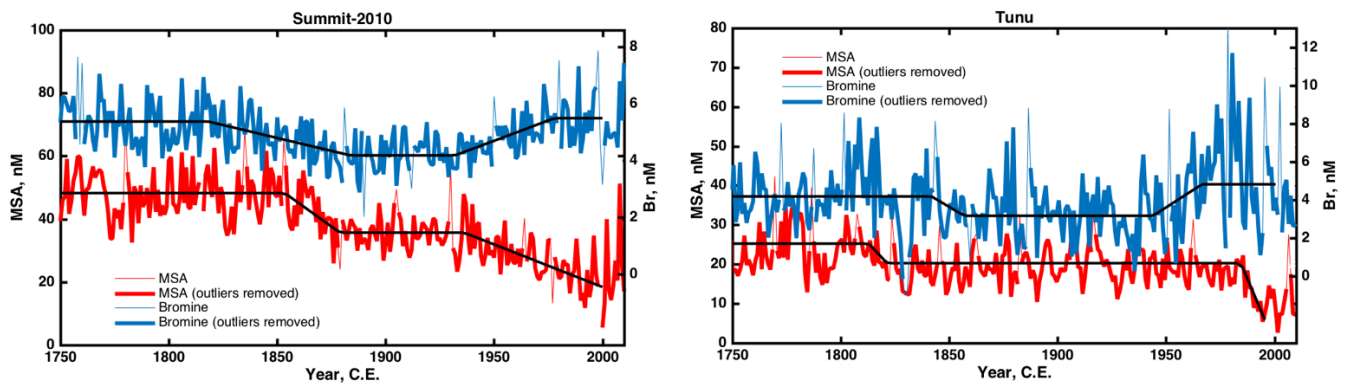 Summit-2010
100
80
60
40
20
0
MSA, nM
8
6
4
2
0
Br, nM
MSA
MSA (outliers removed)
Bromine
Bromine (outliers removed)
1750
1800
1850
1900
1950
2000
Year, C.E.
Tunu
80
70
60
50
40
30
20
10
0
MSA, nM
12
10
8
6
4
2
0
Br, nM
MSA
MSA (outliers removed)
Bromine
Bromine (outliers removed)
1750
1800
1850
1900
1950
2000
Year, C.E.